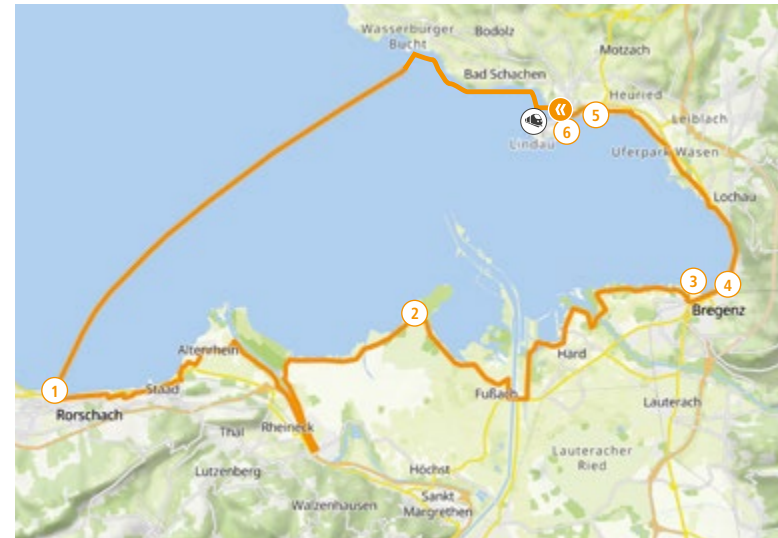 Wasserburger
Bucht
Bodolz
Motzach
Bad Schachen
Heuried
«
5
6
Leiblach
Lindau
Uferpark Wasen
Lochau
3
4
Bregenz
2
Altenrhein
Hard
1
Staad
Fußach
Rorschach
Lauterach
Thal
Rheineck
Lauteracher
Ried
Lutzenberg
Höchst
Walzenhausen
Sankt
Margrethen